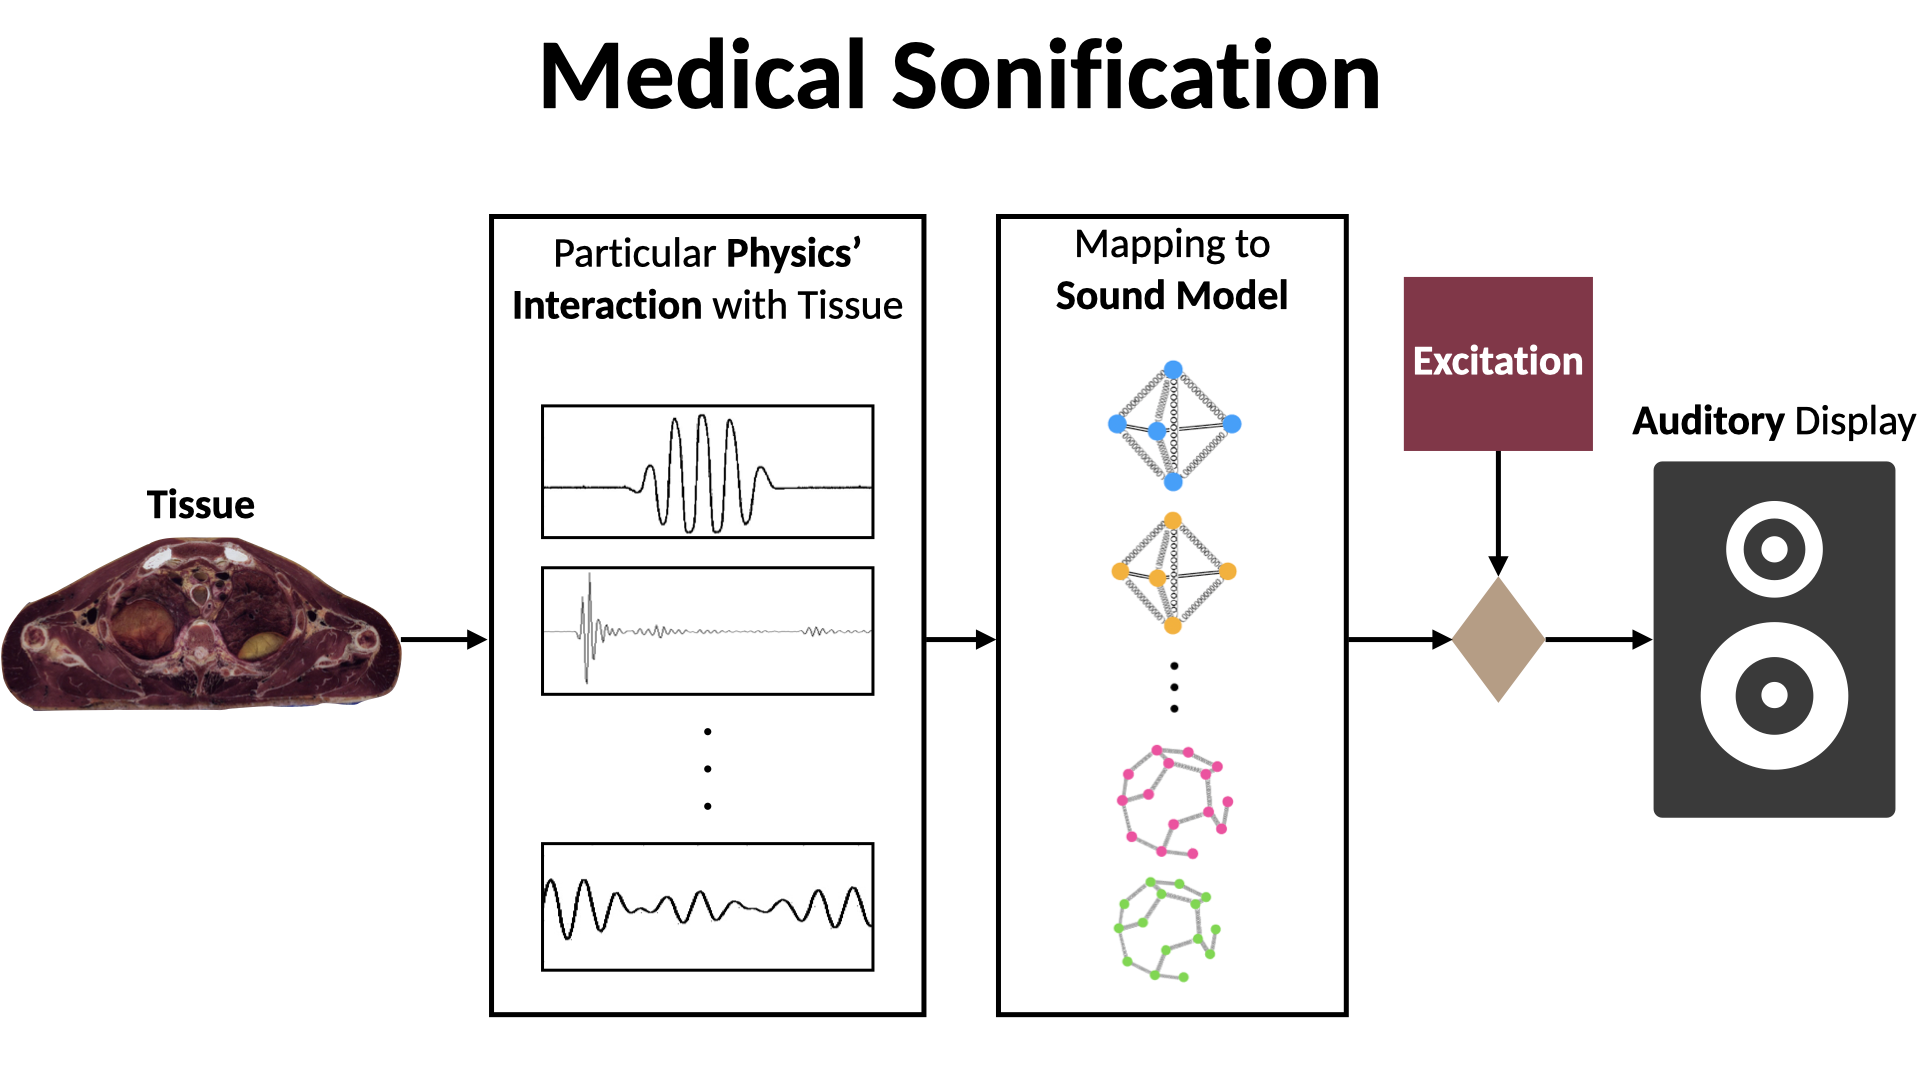 Medical Sonification
Tissue
Particular Physics’
Interaction with Tissue
Mapping to
Sound Model
Excitation
Auditory Display